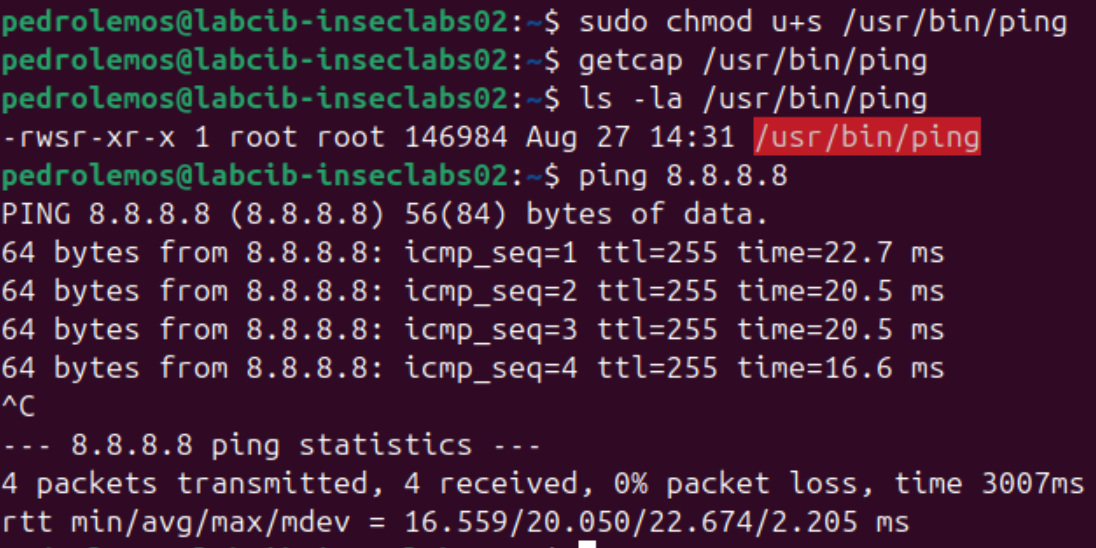 pedrolemos@labcib-inseclabs02:~$ sudo chmod u+s /usr/bin/ping
pedrolemos@labcib-inseclabs02:~$ getcap /usr/bin/ping
pedrolemos@labcib-inseclabs02:~$ ls -la /usr/bin/ping
-rwsr-xr-x 1 root root 146984 Aug 27 14:31 /usr/bin/ping
pedrolemos@labcib-inseclabs02:~$ ping 8.8.8.8
PING 8.8.8.8 (8.8.8.8) 56(84) bytes of data.
64 bytes from 8.8.8.8: icmp_seq=1 ttl=255 time=22.7 ms
64 bytes from 8.8.8.8: icmp_seq=2 ttl=255 time=20.5 ms
64 bytes from 8.8.8.8: icmp_seq=3 ttl=255 time=20.5 ms
64 bytes from 8.8.8.8: icmp_seq=4 ttl=255 time=16.6 ms
^C
--- 8.8.8.8 ping statistics ---
4 packets transmitted, 4 received, 0% packet loss, time 3007ms
rtt min/avg/max/mdev = 16.559/20.050/22.674/2.205 ms